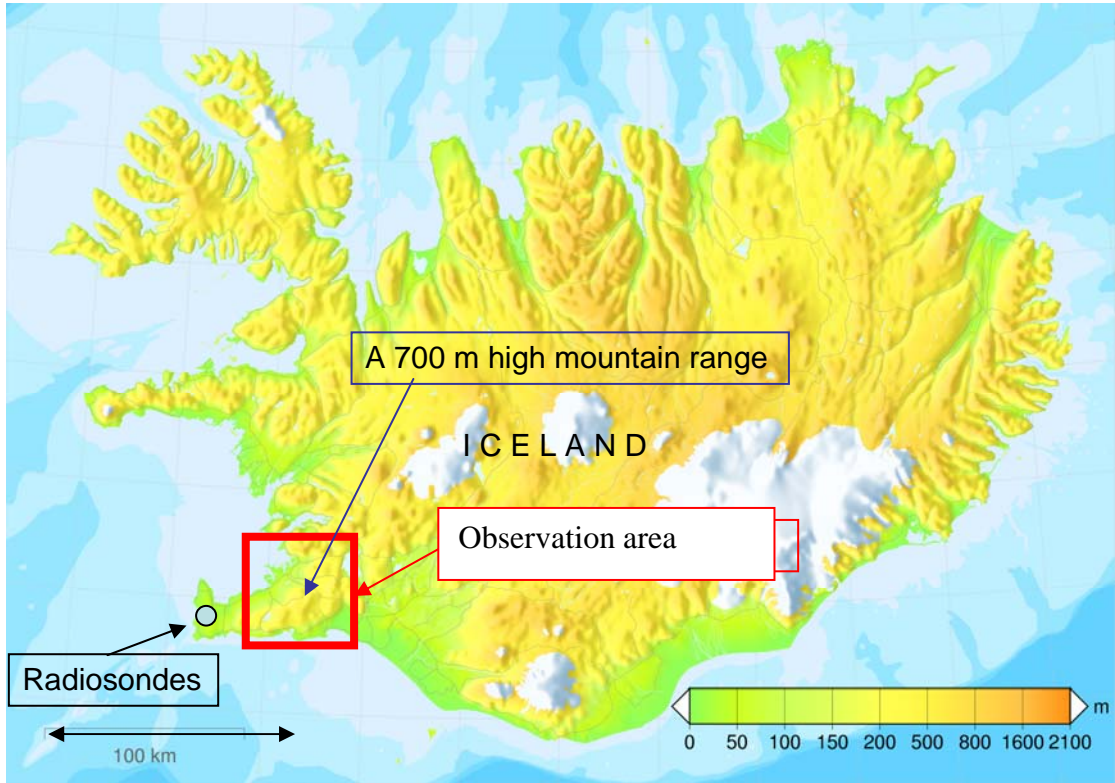 A 700 m high mountain range
I C E L A N D
Observation area
Radiosondes
100 km
m
0 50 100 150 200 500 800 1600 2100